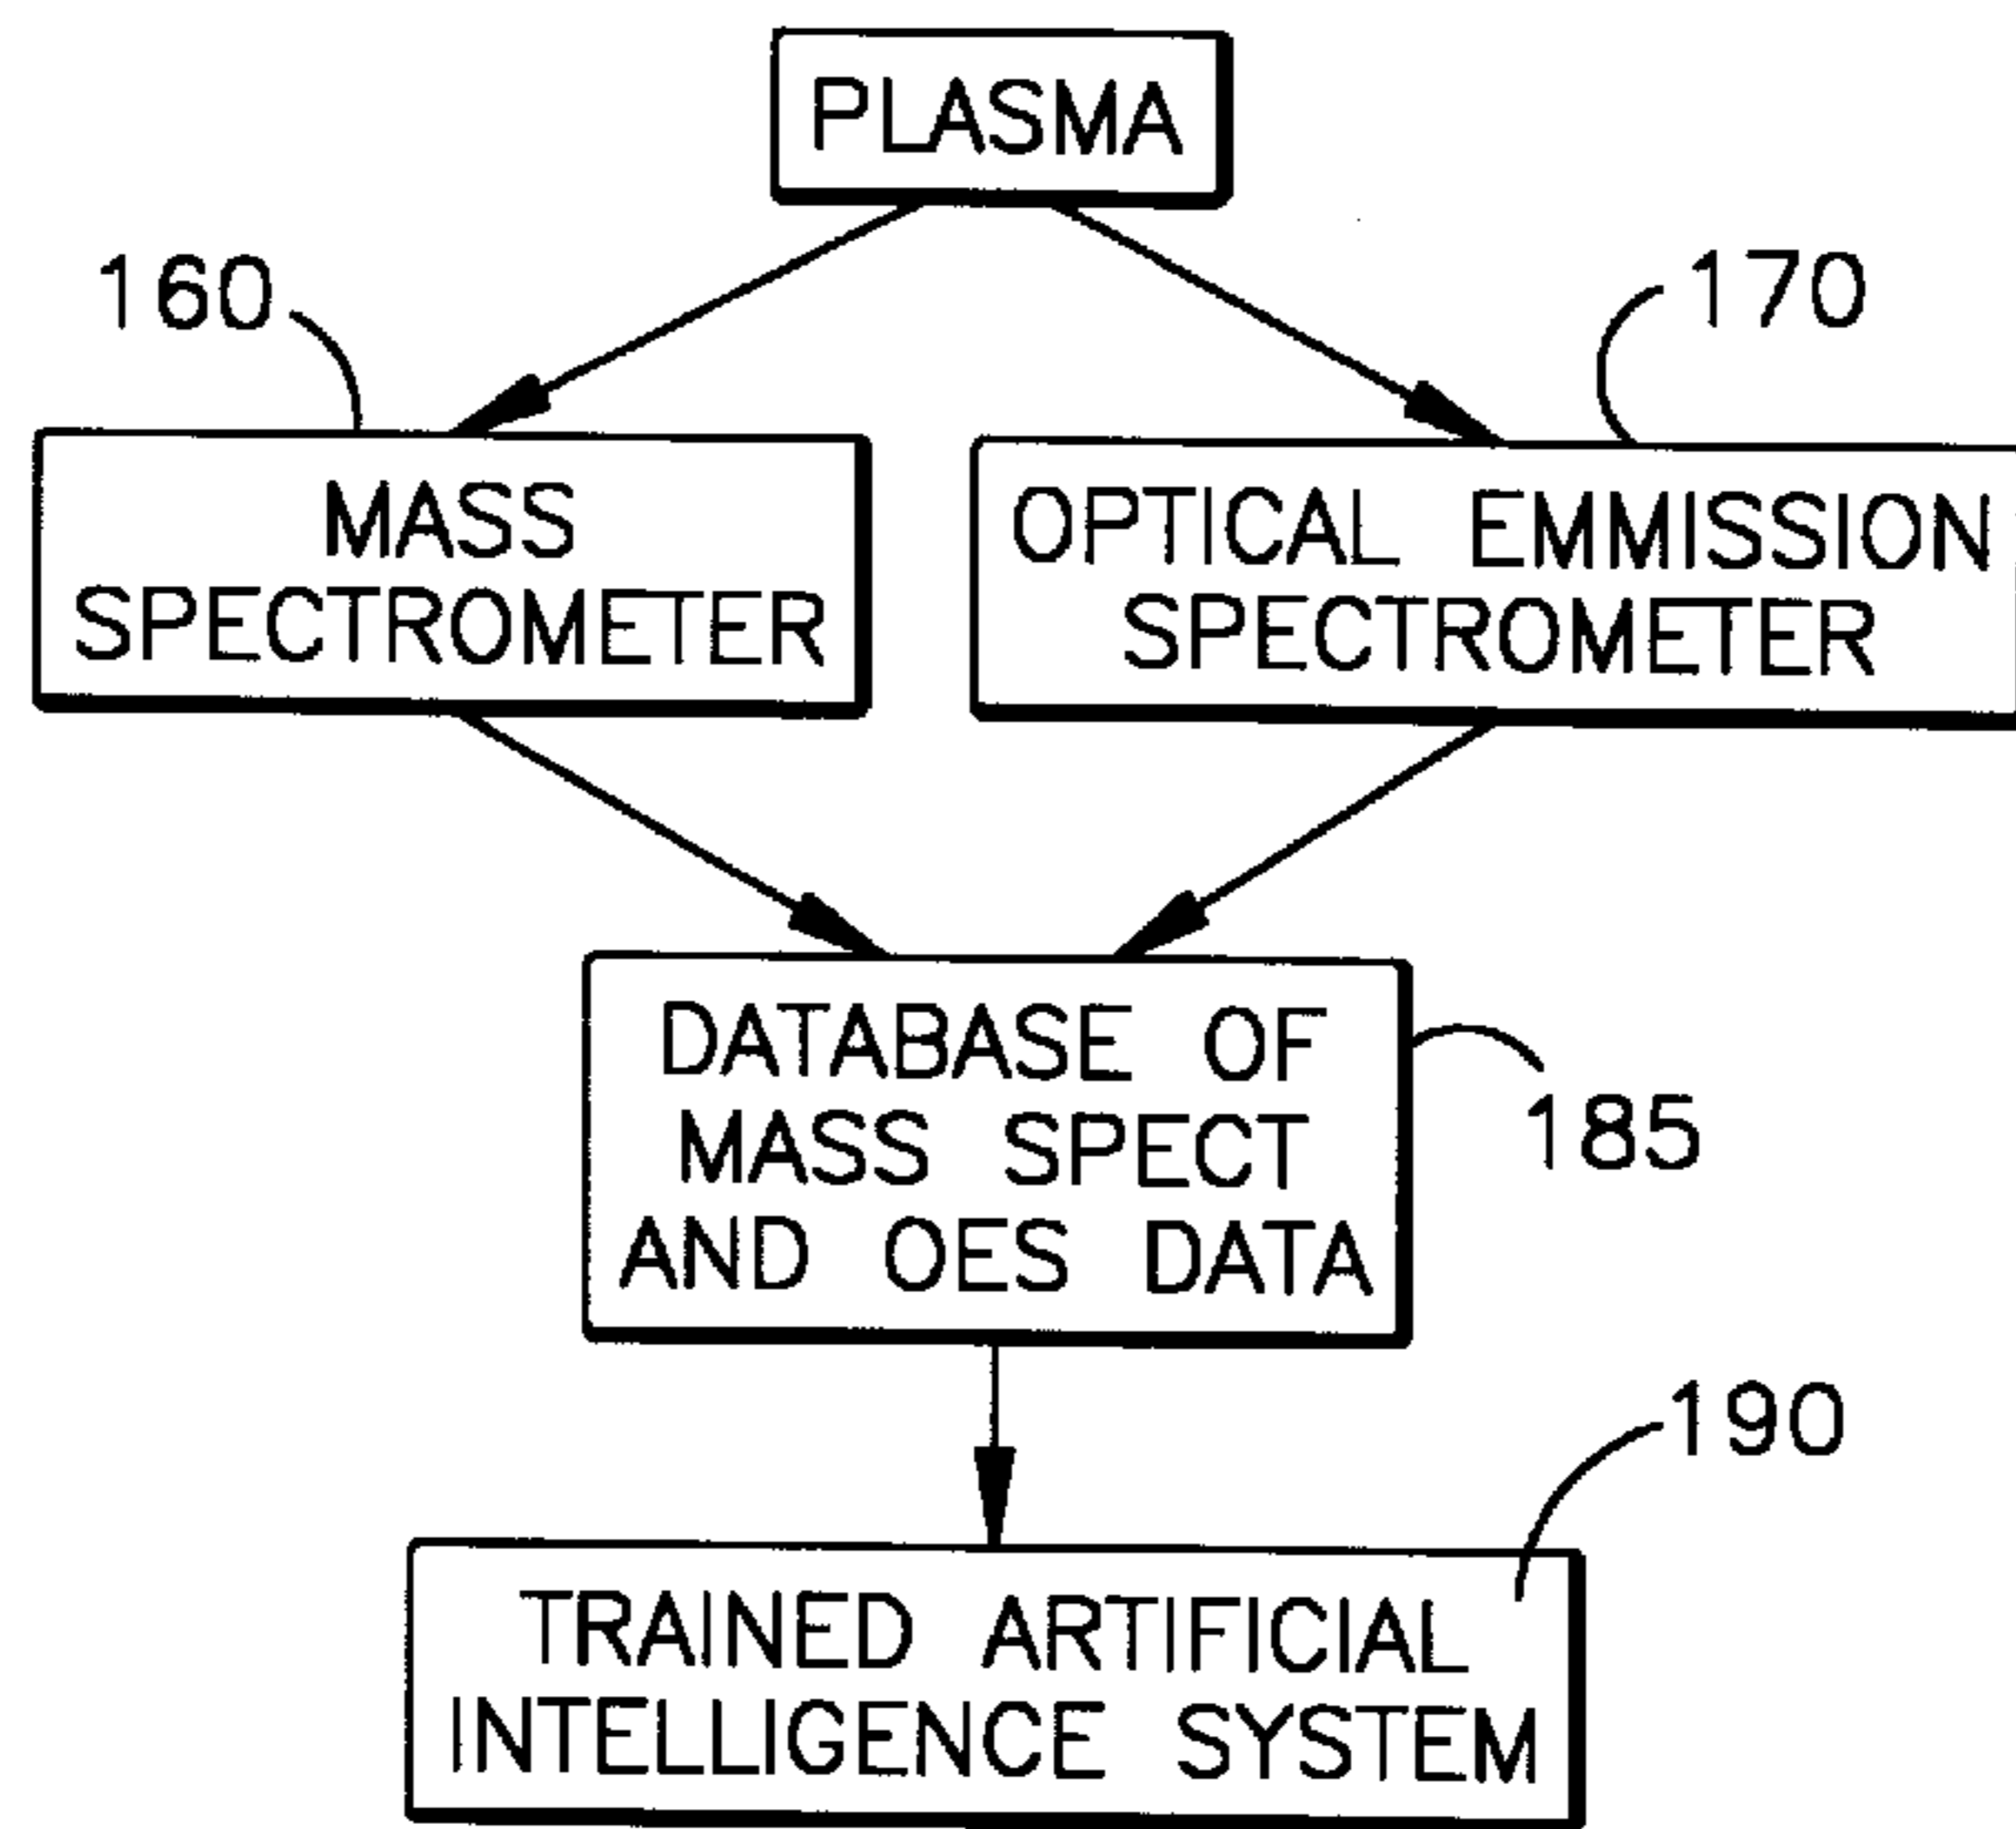 PLASMA
160
170
MASS
SPECTROMETER
OPTICAL EMMISSION
SPECTROMETER
DATABASE OF
MASS SPECT
AND OES DATA
185
190
TRAINED ARTIFICIAL
INTELLIGENCE SYSTEM